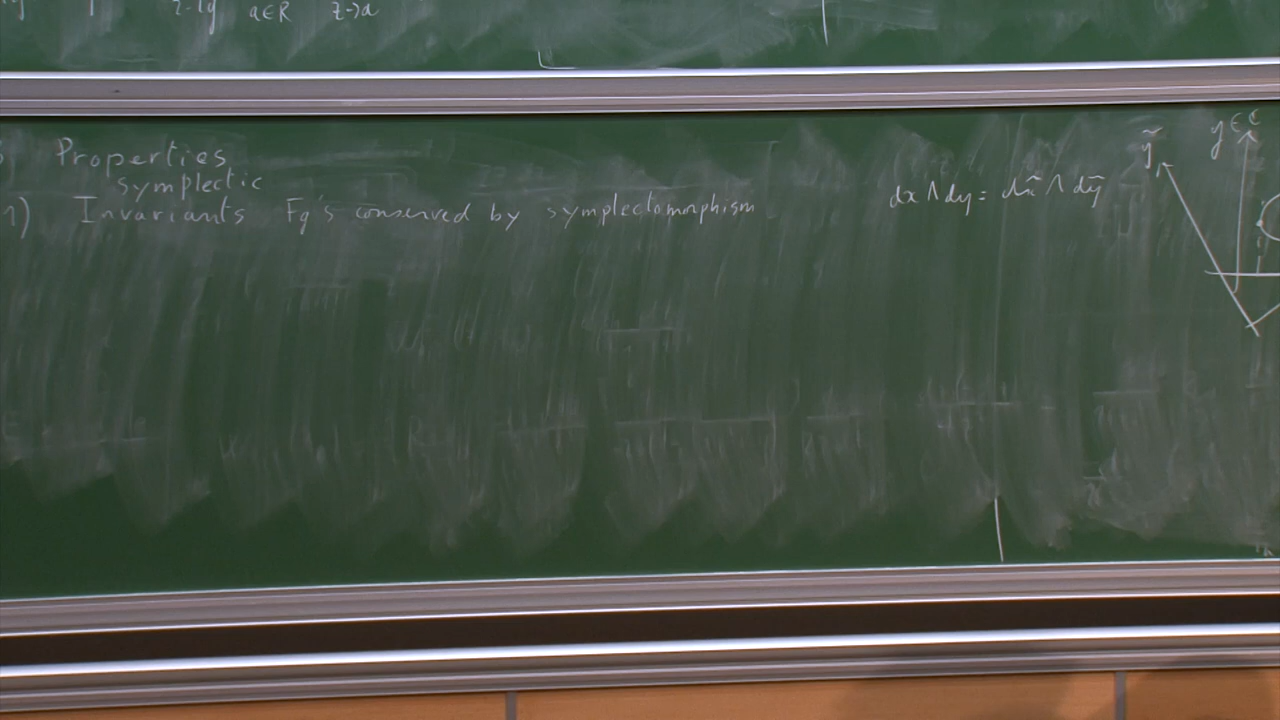 a∈R z→a
Properties
symplectic
1) Invariants Fg's conserved by symplectomorphism
dx∧dy = dx̃∧dỹ
ỹ
y∈C